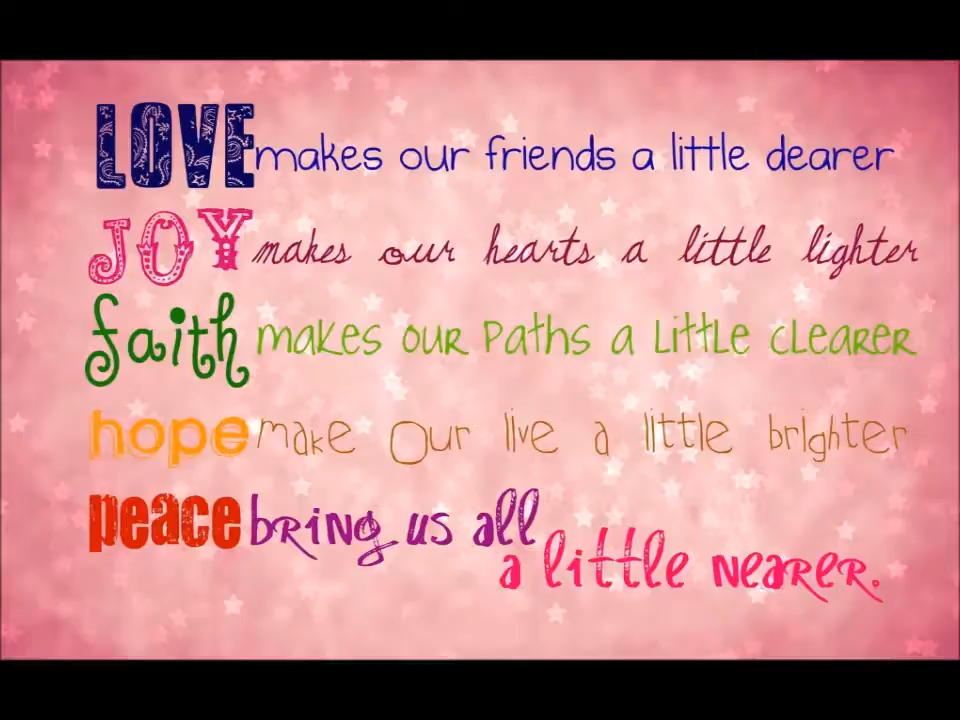 LOVE makes our friends a little dearer
JOY makes our hearts a little lighter
faith makes our paths a little clearer
hope make Our live a little brighter
peace bring us all
a little nearer.